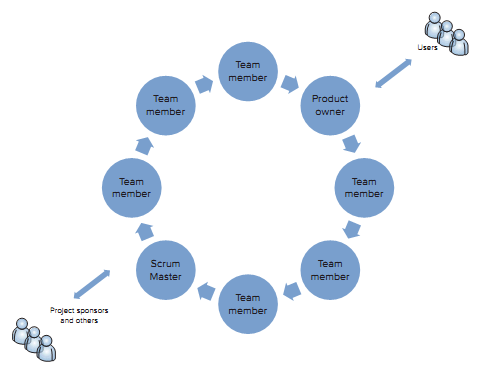 Users
Team
member
Team
member
Product
owner
Team
member
Team
member
Scrum
Master
Team
member
Team
member
Project sponsors
and others